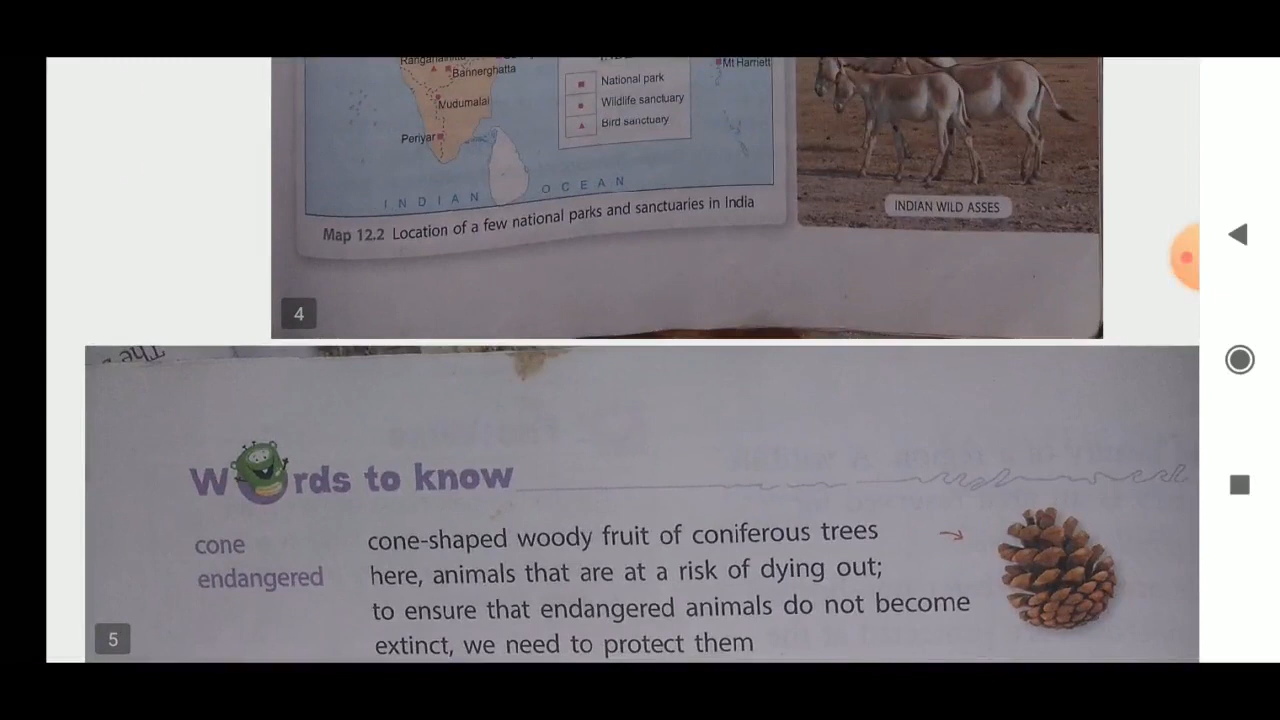 Bannerghatta
Mudumalai
Periyar
National park
Wildlife sanctuary
Bird sanctuary
Mt Harriett
INDIAN OCEAN
Map 12.2 Location of a few national parks and sanctuaries in India
INDIAN WILD ASSES
4
Words to know
cone cone-shaped woody fruit of coniferous trees
endangered here, animals that are at a risk of dying out;
to ensure that endangered animals do not become
extinct, we need to protect them
5